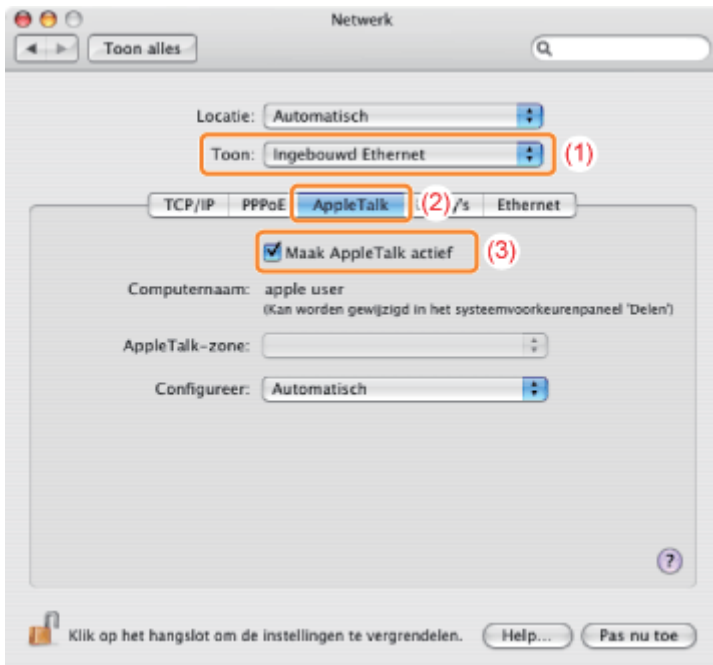 Netwerk
Toon alles
Locatie: Automatisch
Toon: Ingebouwd Ethernet (1)
TCP/IP PPPoE AppleTalk (2) Ethernet
Maak AppleTalk actief (3)
Computernaam: apple user
(Kan worden gewijzigd in het systeemvoorkeurenpaneel 'Delen')
AppleTalk-zone:
Configureer: Automatisch
?
Klik op het hangslot om de instellingen te vergrendelen. Help... Pas nu toe